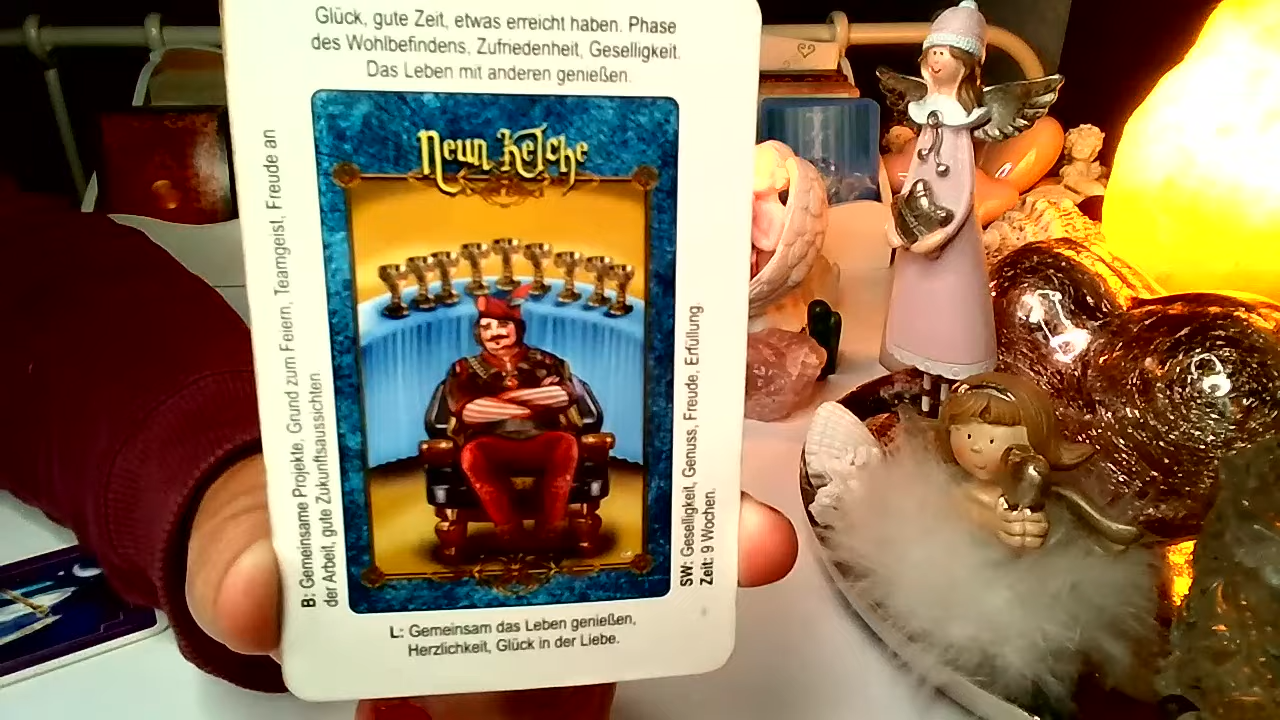 Glück, gute Zeit, etwas erreicht haben. Phase
des Wohlbefindens, Zufriedenheit, Geselligkeit.
Das Leben mit anderen genießen.
Neun Kelche
B: Gemeinsame Projekte, Grund zum Feiern, Teamgeist, Freude an
der Arbeit, gute Zukunftsaussichten
SW: Geselligkeit, Genuss, Freude, Erfüllung.
Zeit: 9 Wochen.
L: Gemeinsam das Leben genießen,
Herzlichkeit, Glück in der Liebe.